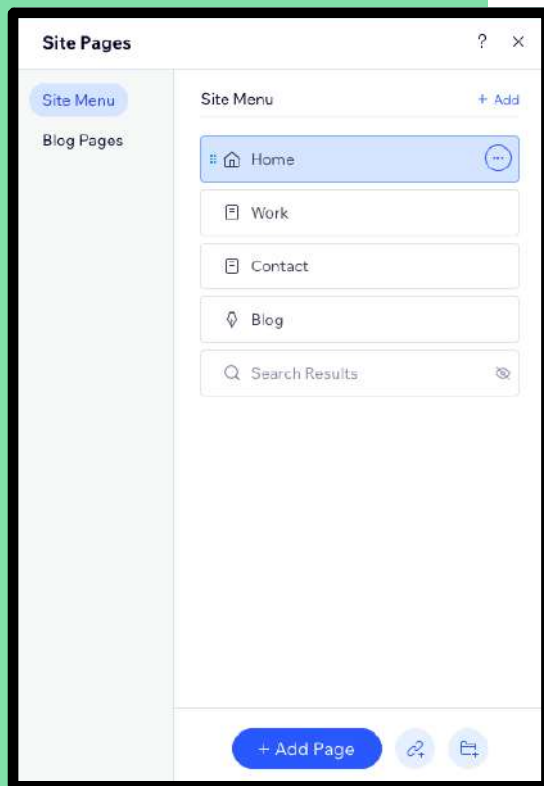 Site Pages ?
Site Menu
Blog Pages
Site Menu + Add
Home
Work
Contact
Blog
Search Results
+ Add Page